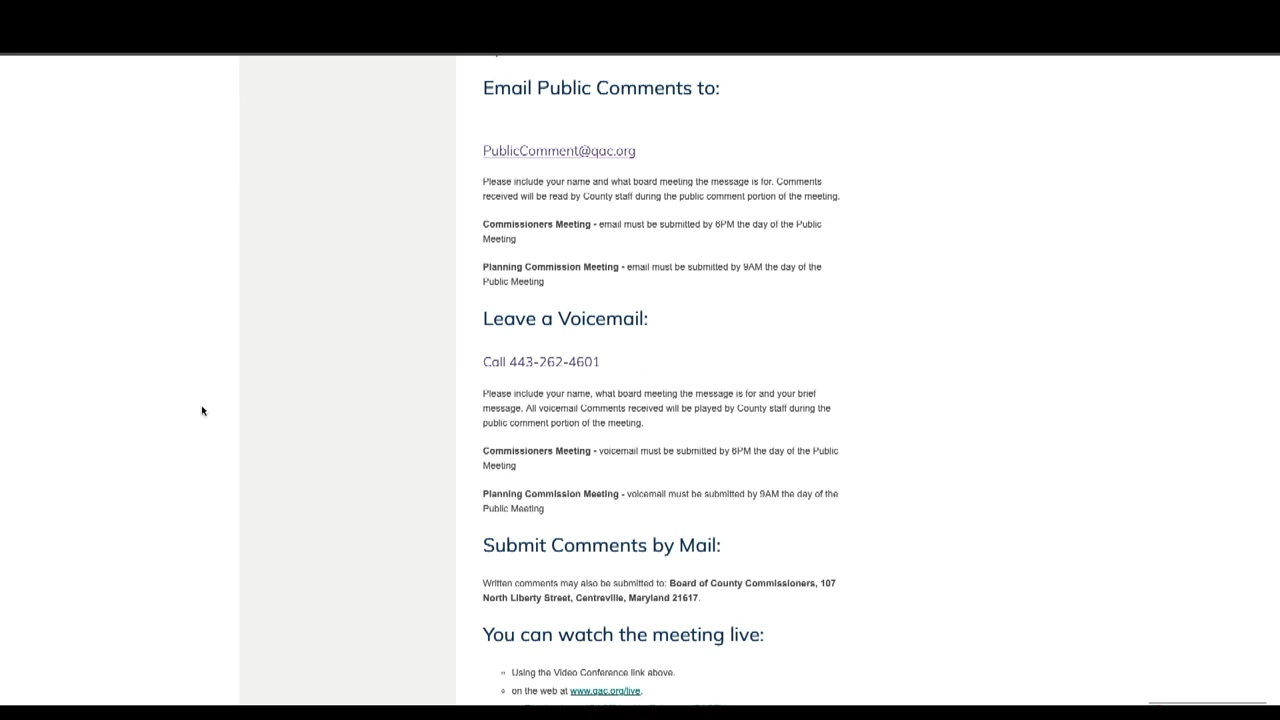 Email Public Comments to:
PublicComment@qac.org
Please include your name and what board meeting the message is for. Comments
received will be read by County staff during the public comment portion of the meeting.
Commissioners Meeting - email must be submitted by 6PM the day of the Public
Meeting
Planning Commission Meeting - email must be submitted by 9AM the day of the
Public Meeting
Leave a Voicemail:
Call 443-262-4601
Please include your name, what board meeting the message is for and your brief
message. All voicemail Comments received will be played by County staff during the
public comment portion of the meeting.
Commissioners Meeting - voicemail must be submitted by 6PM the day of the Public
Meeting
Planning Commission Meeting - voicemail must be submitted by 9AM the day of the
Public Meeting
Submit Comments by Mail:
Written comments may also be submitted to: Board of County Commissioners, 107
North Liberty Street, Centreville, Maryland 21617.
You can watch the meeting live:
Using the Video Conference link above.
on the web at www.qac.org/live.